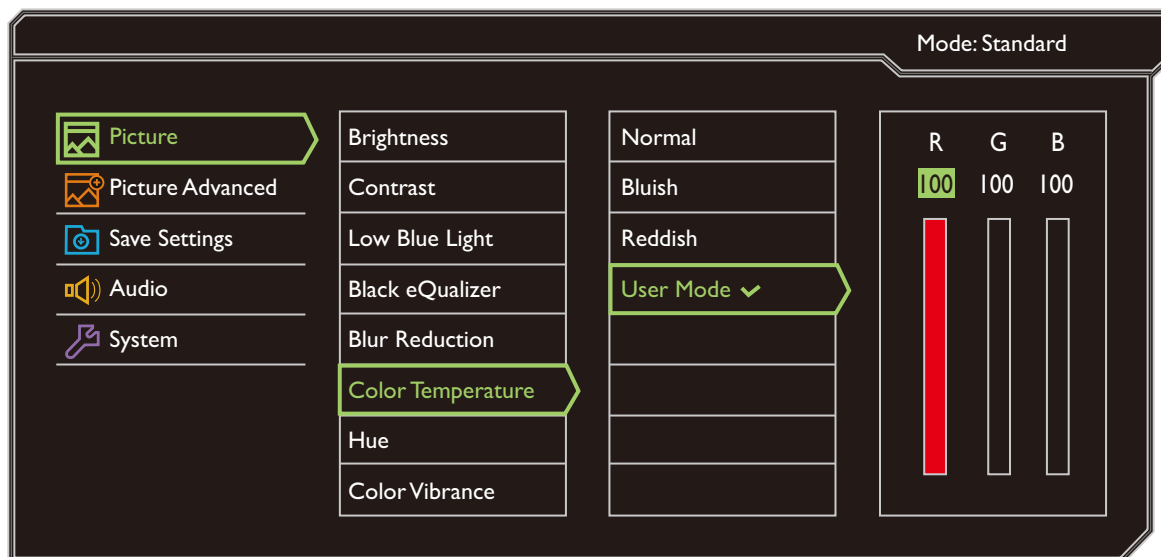 Mode: Standard
Picture
Picture Advanced
Save Settings
Audio
System
Brightness
Contrast
Low Blue Light
Black eQualizer
Blur Reduction
Color Temperature
Hue
Color Vibrance
Normal
Bluish
Reddish
User Mode
R G B
100 100 100